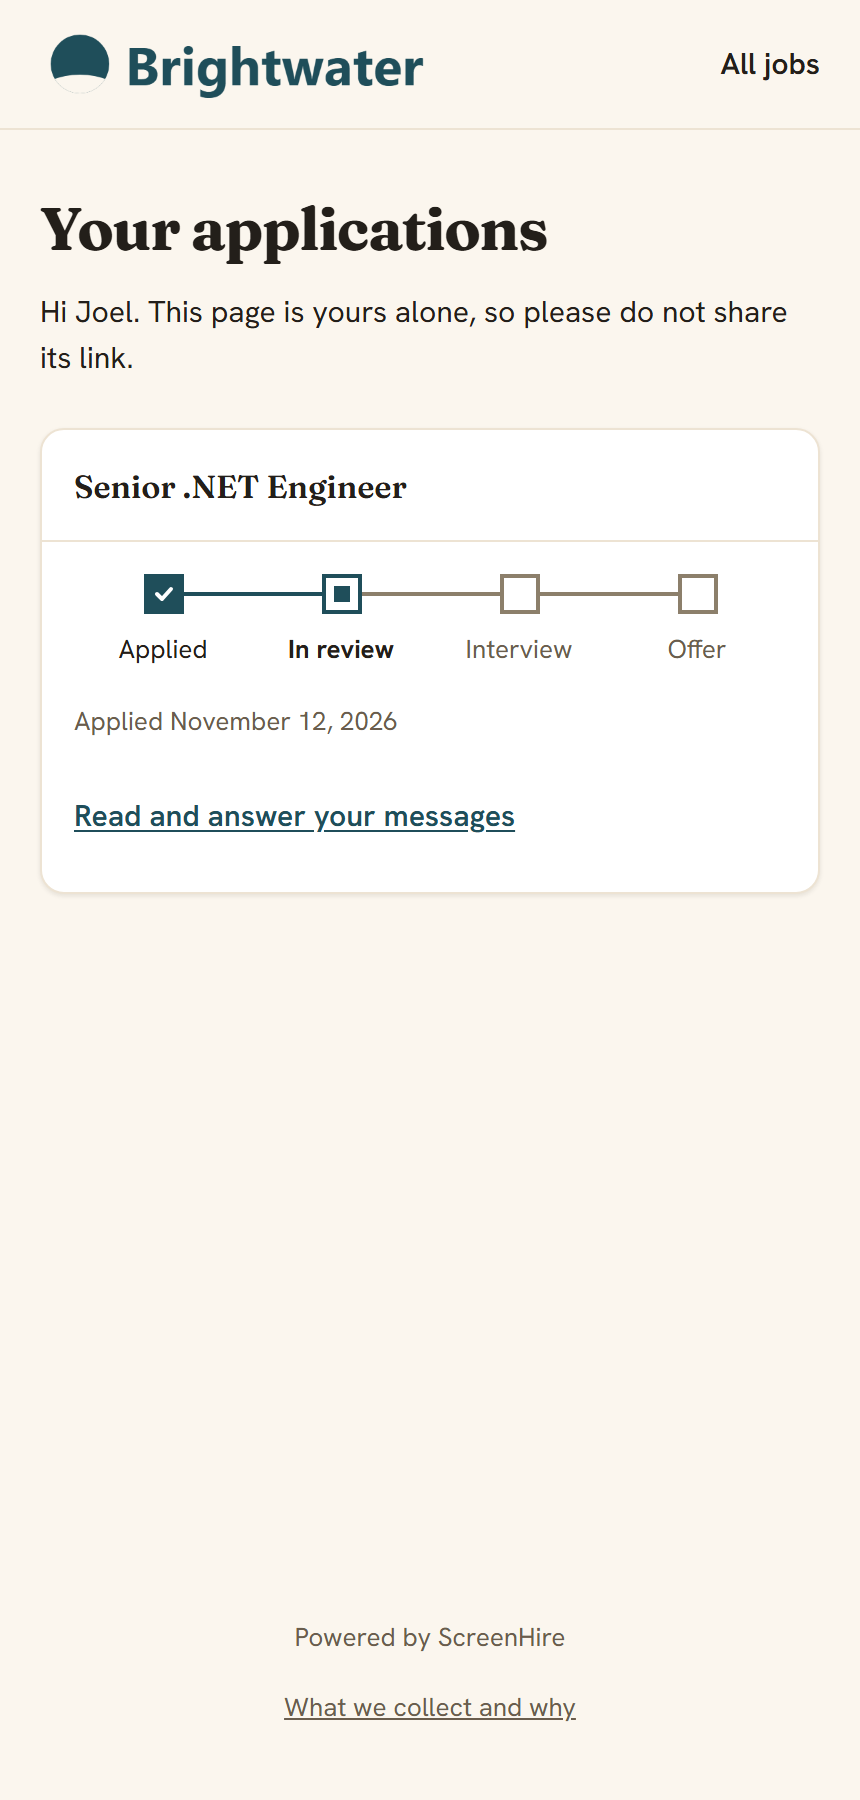 Brightwater
All jobs
Your applications
Hi Joel. This page is yours alone, so please do not share
its link.
Senior .NET Engineer
Applied
In review
Interview
Offer
Applied November 12, 2026
Read and answer your messages
Powered by ScreenHire
What we collect and why